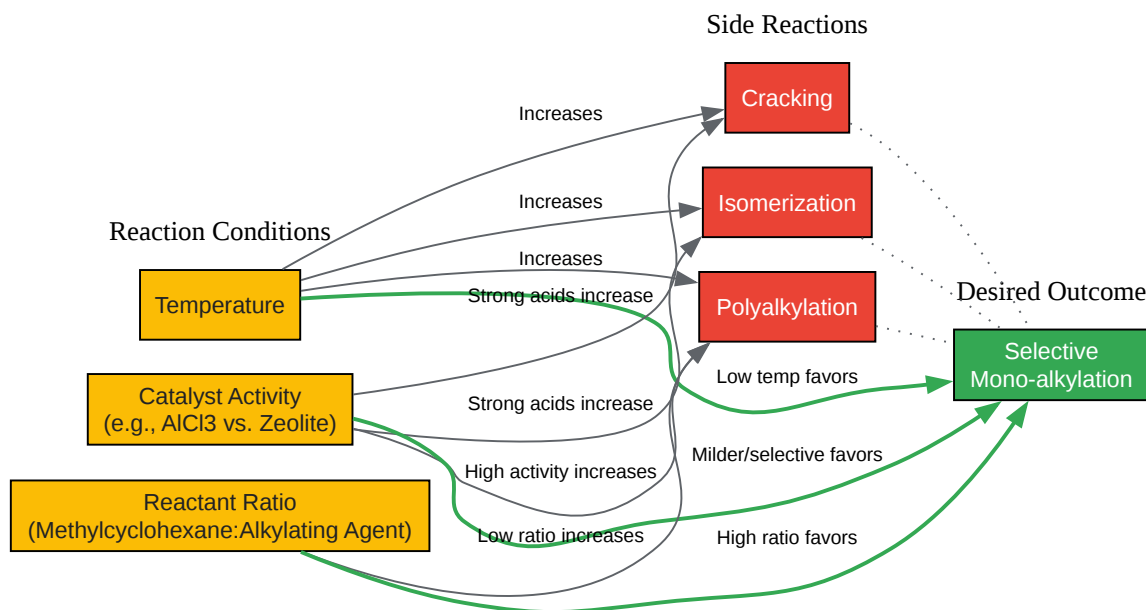 Side Reactions
Cracking
Increases
Isomerization
Increases
Reaction Conditions
Increases
Temperature
Strong acids increase
Polyalkylation
Desired Outcome
Selective
Mono-alkylation
Low temp favors
Catalyst Activity
(e.g., AlCl3 vs. Zeolite)
Strong acids increase
Milder/selective favors
High activity increases
Reactant Ratio
(Methylcyclohexane:Alkylating Agent)
Low ratio increases
High ratio favors